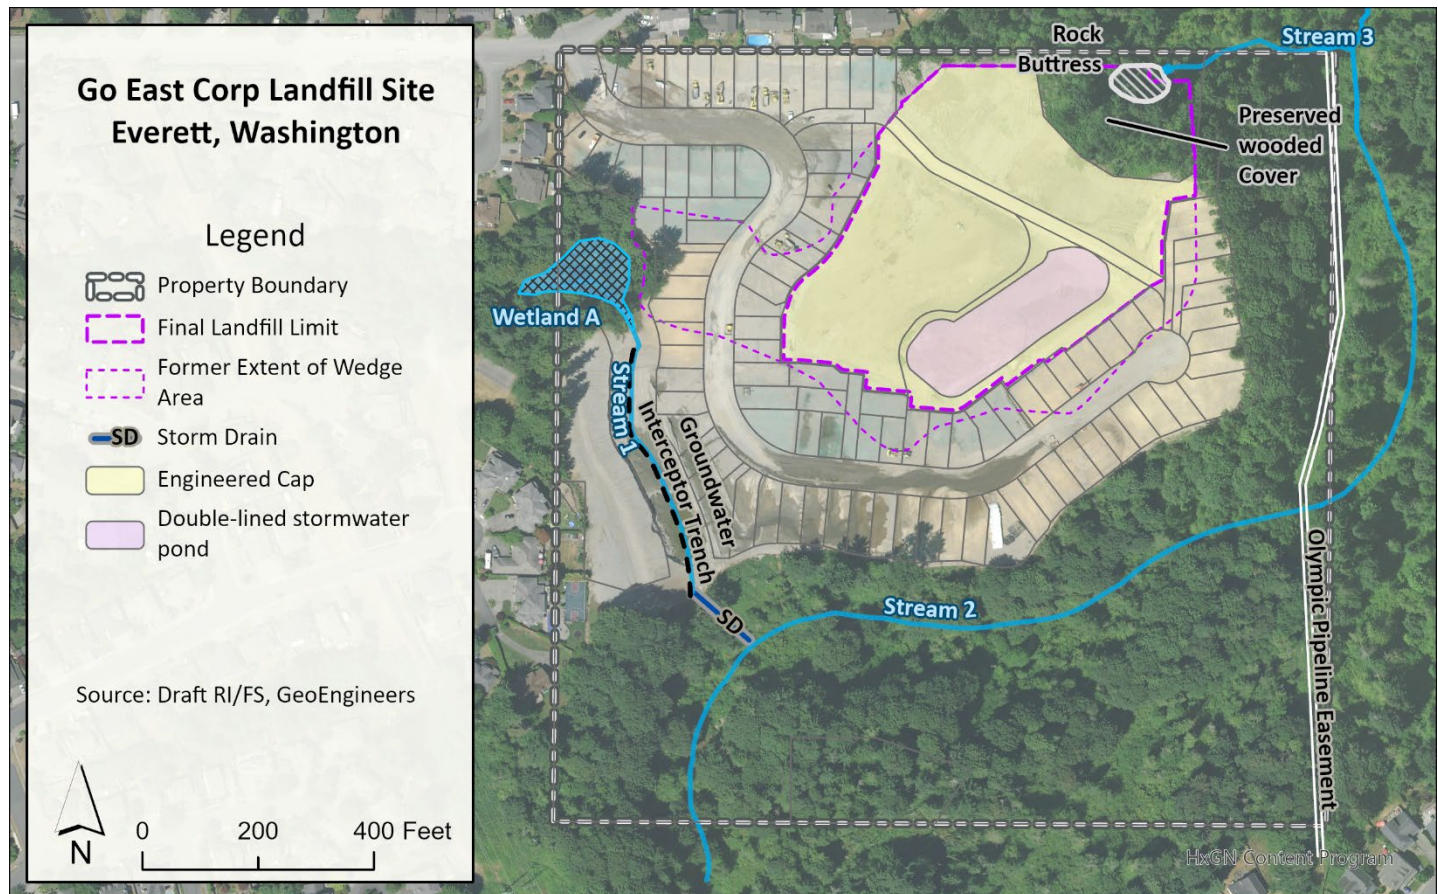 Go East Corp Landfill Site
Everett, Washington
Legend
Property Boundary
Final Landfill Limit
Former Extent of Wedge
Area
SD
Storm Drain
Engineered Cap
Double-lined stormwater
pond
Source: Draft RI/FS, GeoEngineers
N
0
200
400 Feet
Rock
Buttress
Stream 3
Preserved
wooded
Cover
Wetland A
Stream 1
Groundwater
Interceptor Trench
SD
Stream 2
Olympic Pipeline Easement
HxGN Content Program